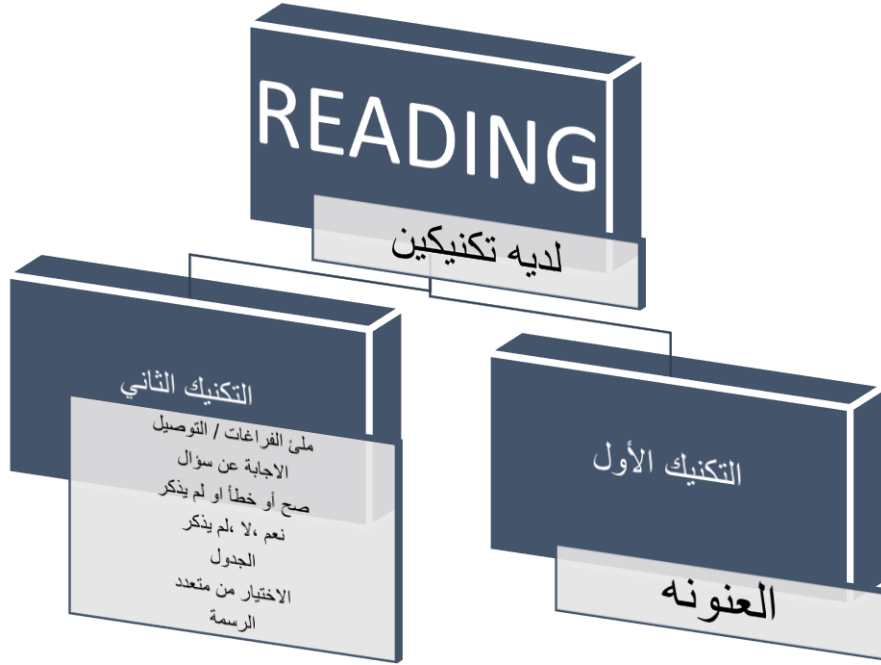 READING
لديه تكنيكين
التكنيك الأول
العنونه
التكنيك الثاني
ملئ الفراغات / التوصيل
الاجابة عن سؤال
صح أو خطأ او لم يذكر
نعم ،لا ،لم يذكر
الجدول
الاختيار من متعدد
الرسمة